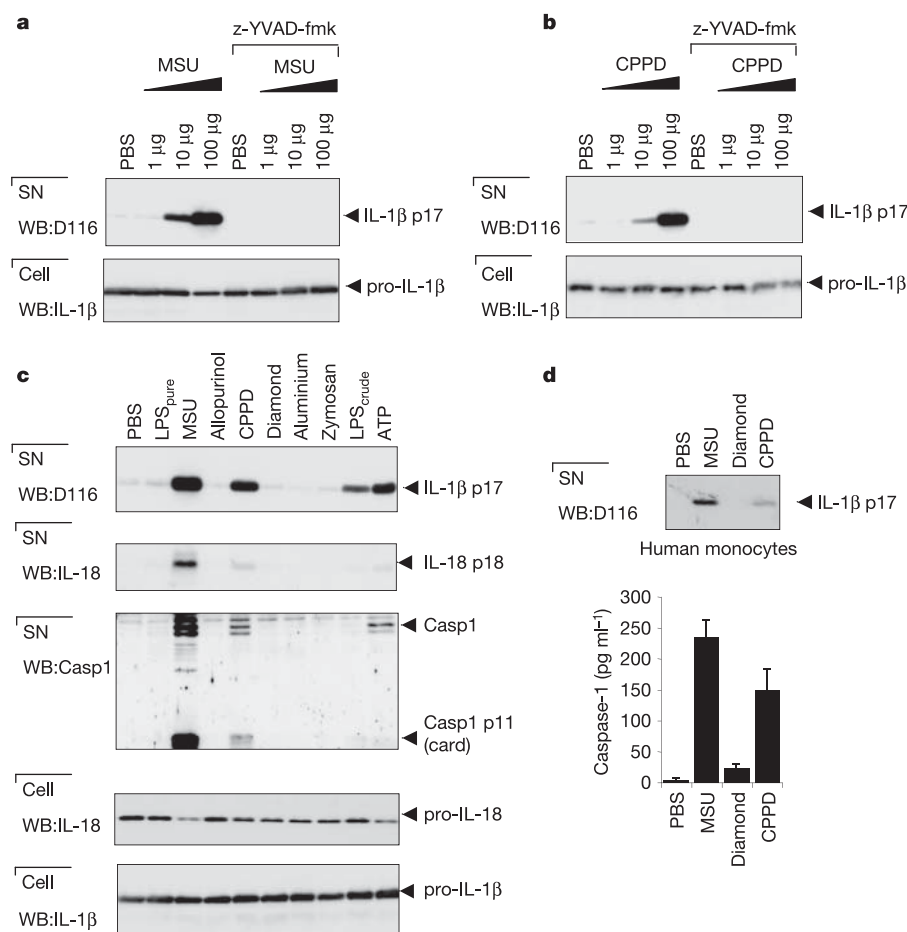 a
z-YVAD-fmk
MSU MSU
PBS 1 µg 10 µg 100 µg PBS 1 µg 10 µg 100 µg
SN
WB:D116
IL-1β p17
Cell
WB:IL-1β
pro-IL-1β
b
z-YVAD-fmk
CPPD CPPD
PBS 1 µg 10 µg 100 µg PBS 1 µg 10 µg 100 µg
SN
WB:D116
IL-1β p17
Cell
WB:IL-1β
pro-IL-1β
c
PBS LPSpure MSU Allopurinol CPPD Diamond Aluminium Zymosan LPScrude ATP
SN
WB:D116
IL-1β p17
SN
WB:IL-18
IL-18 p18
SN
WB:Casp1
Casp1
Casp1 p11
(card)
Cell
WB:IL-18
pro-IL-18
Cell
WB:IL-1β
pro-IL-1β
d
PBS MSU Diamond CPPD
SN
WB:D116
IL-1β p17
Human monocytes
Caspase-1 (pg ml−1)
300
250
200
150
100
50
0
PBS MSU Diamond CPPD